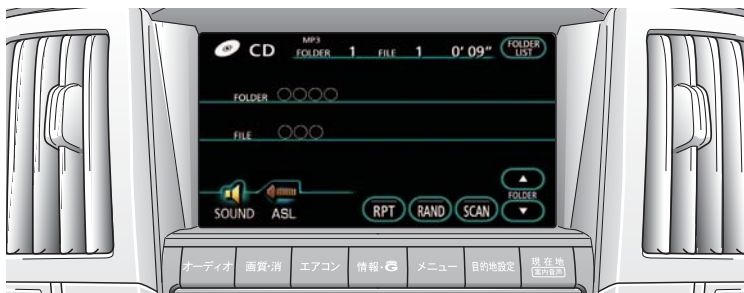 CD MP3 FOLDER 1 FILE 1 0' 09" FOLDER LIST
FOLDER ○○○○
FILE ○○○
SOUND ASL RPT RAND SCAN ▲ FOLDER ▼
オーディオ 画質・消 エアコン 情報・G メニュー 目的地設定 現在地 案内音声